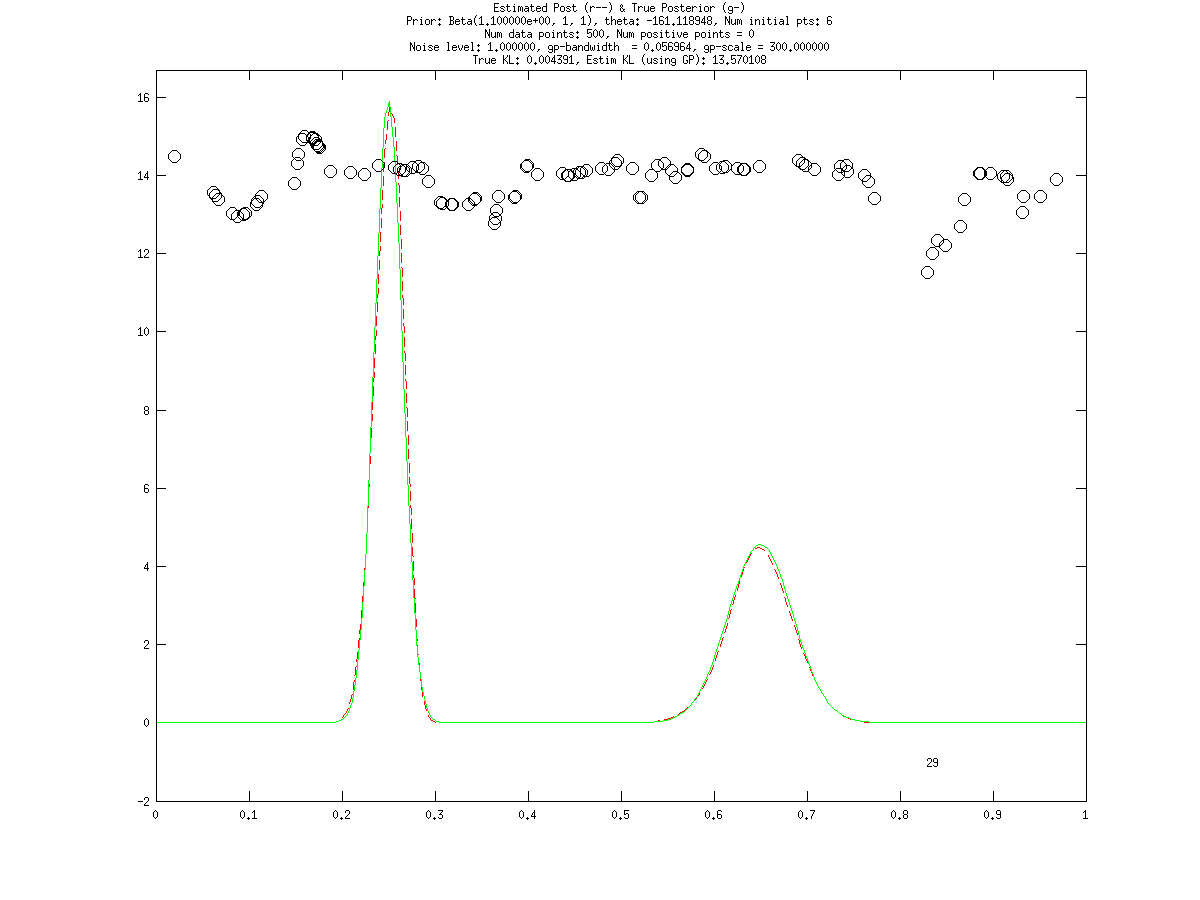 Estimated Post (r--) & True Posterior (g-)
Prior: Beta(1.100000e+00, 1, 1), theta: -161.118948, Num initial pts: 6
Num data points: 500, Num positive points = 0
Noise level: 1.000000, gp-bandwidth  = 0.056964, gp-scale = 300.000000
True KL: 0.004391, Estim KL (using GP): 13.570108
16
14
12
10
8
6
4
2
0
29
-2
0 0.1 0.2 0.3 0.4 0.5 0.6 0.7 0.8 0.9 1